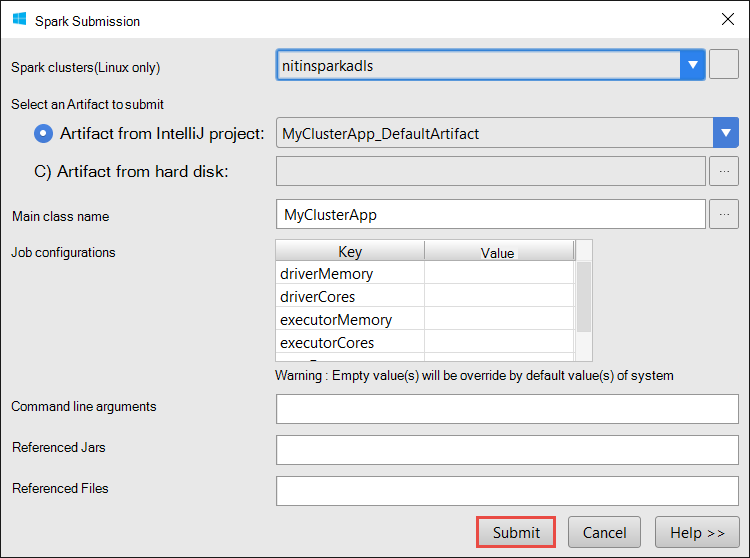 Spark Submission
Spark clusters(Linux only) nitinsparkadls
Select an Artifact to submit
Artifact from IntelliJ project: MyClusterApp_DefaultArtifact
C) Artifact from hard disk: ...
Main class name MyClusterApp ...
Job configurations Key Value
driverMemory
driverCores
executorMemory
executorCores
Warning : Empty value(s) will be override by default value(s) of system
Command line arguments
Referenced Jars
Referenced Files
Submit Cancel Help >>